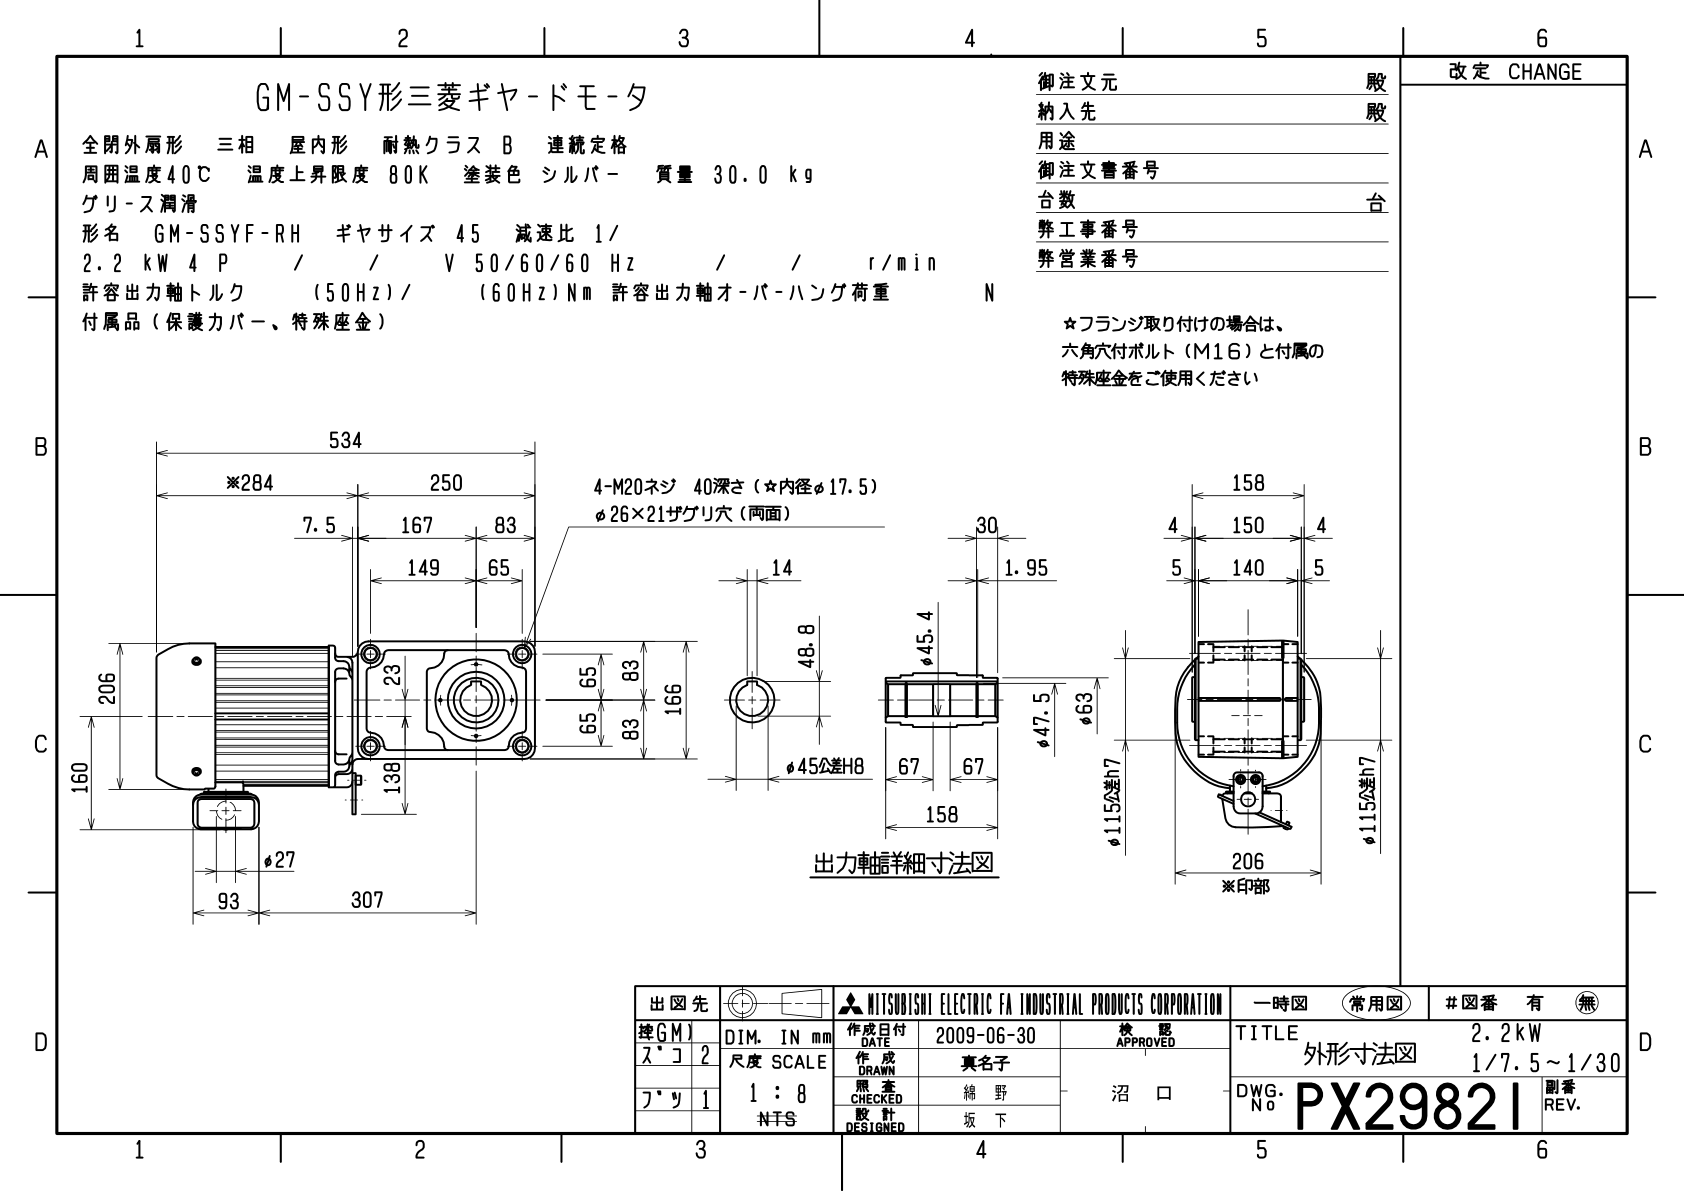 1 2 3 4 5 6
改定 CHANGE
A A
B B
C C
D D
GM-SSY形三菱ギヤ-ドモ-タ
全閉外扇形 三相 屋内形 耐熱クラス B 連続定格
周囲温度40℃ 温度上昇限度 80K 塗装色 シルバー 質量 30.0 kg
グリ-ス潤滑
形名 GM-SSYF-RH ギヤサイズ 45 減速比 1/
2.2 kW 4 P / / V 50/60/60 Hz / / r/min
許容出力軸トルク (50Hz)/ (60Hz)Nm 許容出力軸オ-バ-ハング荷重 N
付属品(保護カバー、特殊座金)
御注文元 殿
納入先 殿
用途
御注文書番号
台数 台
弊工事番号
弊営業番号
☆フランジ取り付けの場合は、
六角穴付ボルト(M16)と付属の
特殊座金をご使用ください
534
※284 250
7.5 167 83
149 65
4-M20ネジ 40深さ(☆内径φ17.5)
φ26×21ザグリ穴(両面)
206
160
23
138
65
65
83
83
166
φ27
93 307
14
48.8
φ45公差H8
30
1.95
φ45.4
φ47.5
φ63
67 67
158
出力軸詳細寸法図
158
4 150 4
5 140 5
φ115公差h7
φ115公差h7
206
※印部
出図先
MITSUBISHI ELECTRIC FA INDUSTRIAL PRODUCTS CORPORATION
一時図 常用図 #図番 有 無
控GM)
スﾞコ 2
フﾞツ 1
DIM. IN mm
尺度 SCALE
1 : 8
NTS
作成日付 DATE 2009-06-30
作成 DRAWN 真名子
照査 CHECKED 綿野
設計 DESIGNED 坂下
検認 APPROVED
沼口
TITLE 外形寸法図
2.2kW
1/7.5~1/30
DWG. No PX29821
副番 REV.
1 2 3 4 5 6